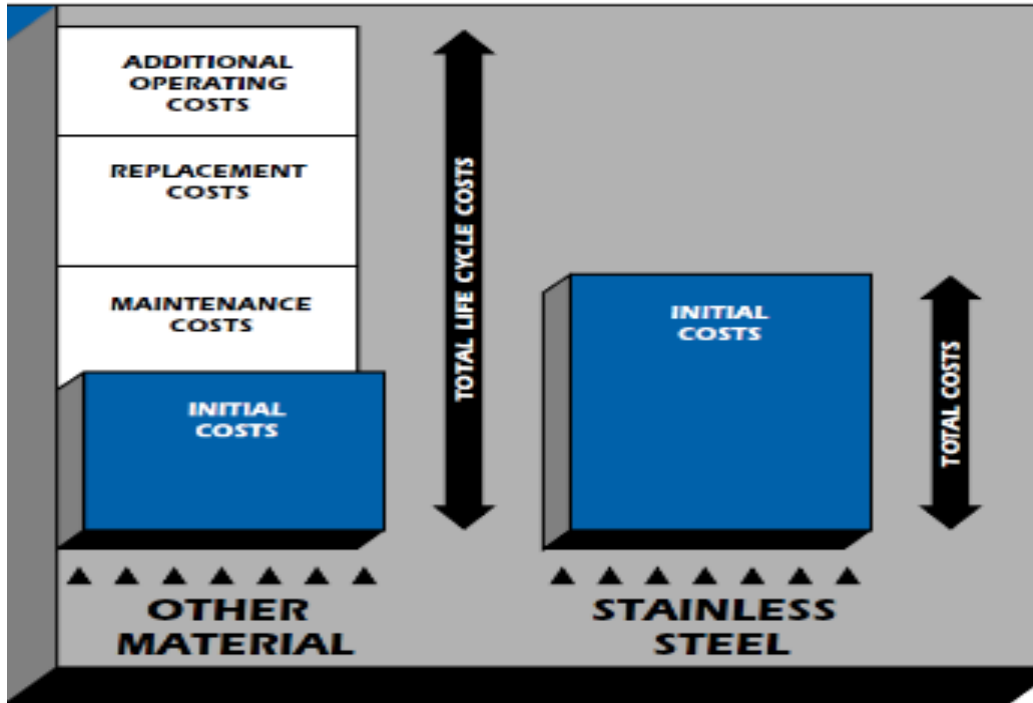 ADDITIONAL
OPERATING
COSTS
REPLACEMENT
COSTS
MAINTENANCE
COSTS
INITIAL
COSTS
TOTAL LIFE CYCLE COSTS
INITIAL
COSTS
TOTAL COSTS
OTHER
MATERIAL
STAINLESS
STEEL